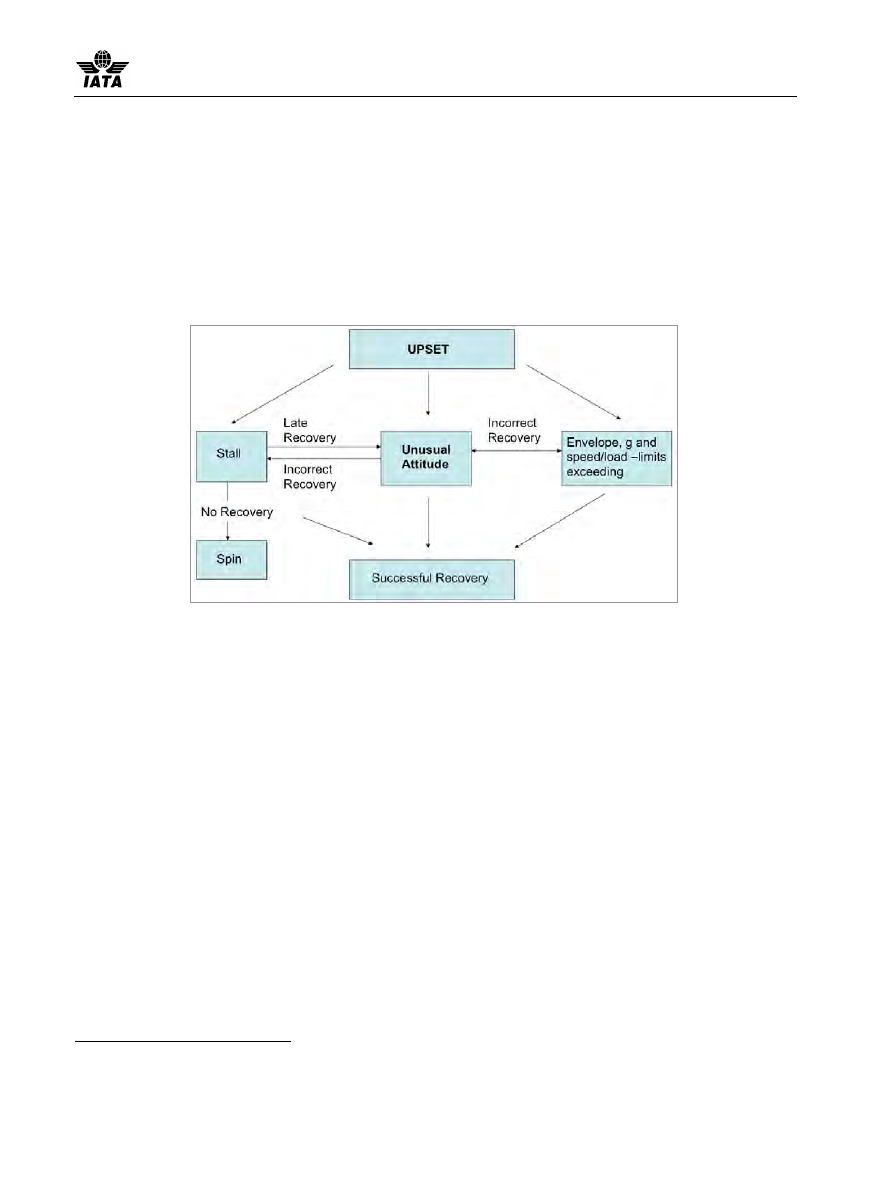 IATA
UPSET
Late
Recovery
Incorrect
Recovery
Stall
Unusual
Attitude
Envelope, g and
speed/load –limits
exceeding
Incorrect
Recovery
No Recovery
Spin
Successful Recovery